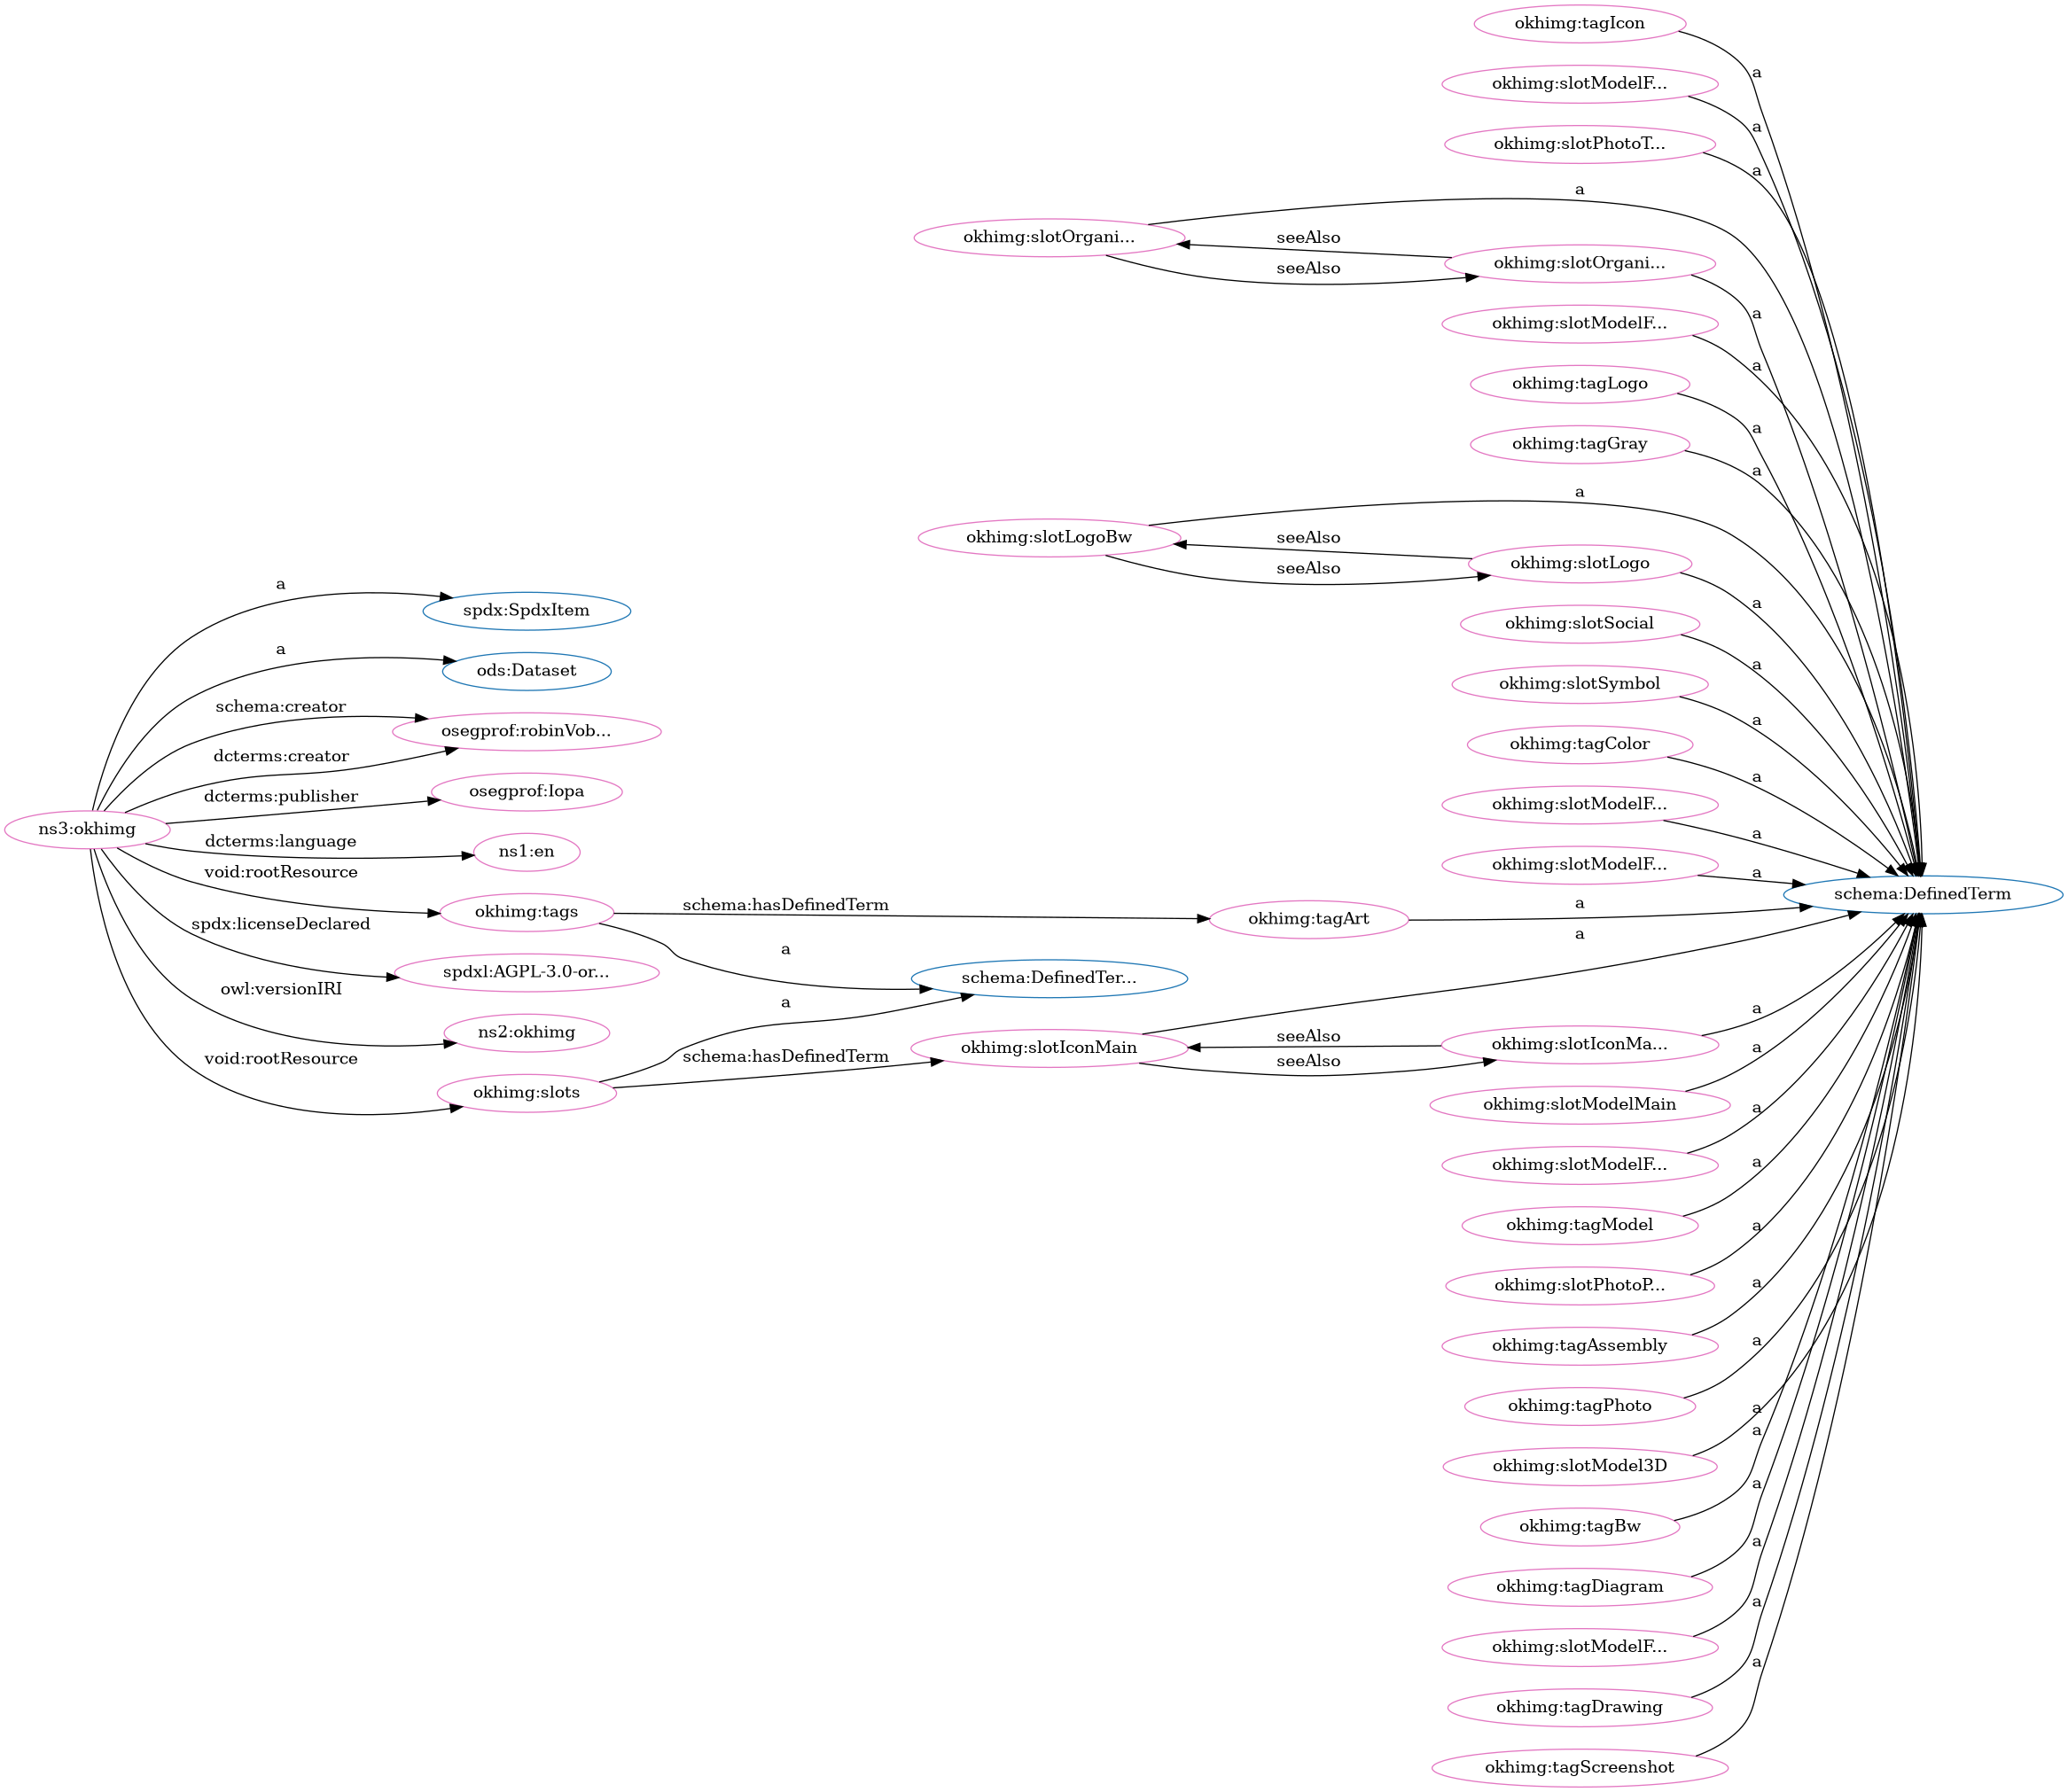 okhimg:tagIcon
a
okhimg:slotModelF...
a
okhimg:slotPhotoT...
a
a
okhimg:slotOrgani...
seeAlso
okhimg:slotOrgani...
seeAlso
a
okhimg:slotModelF...
a
okhimg:tagLogo
a
okhimg:tagGray
a
a
okhimg:slotLogoBw
seeAlso
okhimg:slotLogo
seeAlso
a
a
spdx:SpdxItem
okhimg:slotSocial
a
a
ods:Dataset
okhimg:slotSymbol
a
schema:creator
osegprof:robinVob...
okhimg:tagColor
dcterms:creator
a
dcterms:publisher
osegprof:Iopa
okhimg:slotModelF...
ns3:okhimg
a
dcterms:language
ns1:en
okhimg:slotModelF...
void:rootResource
a
schema:DefinedTerm
okhimg:tags
schema:hasDefinedTerm
okhimg:tagArt
a
spdx:licenseDeclared
a
a
spdxl:AGPL-3.0-or...
schema:DefinedTer...
owl:versionIRI
a
a
ns2:okhimg
seeAlso
okhimg:slotIconMain
okhimg:slotIconMa...
void:rootResource
schema:hasDefinedTerm
seeAlso
a
okhimg:slots
okhimg:slotModelMain
a
okhimg:slotModelF...
a
okhimg:tagModel
a
okhimg:slotPhotoP...
a
okhimg:tagAssembly
a
okhimg:tagPhoto
a
a
okhimg:slotModel3D
a
okhimg:tagBw
a
okhimg:tagDiagram
a
okhimg:slotModelF...
a
okhimg:tagDrawing
okhimg:tagScreenshot